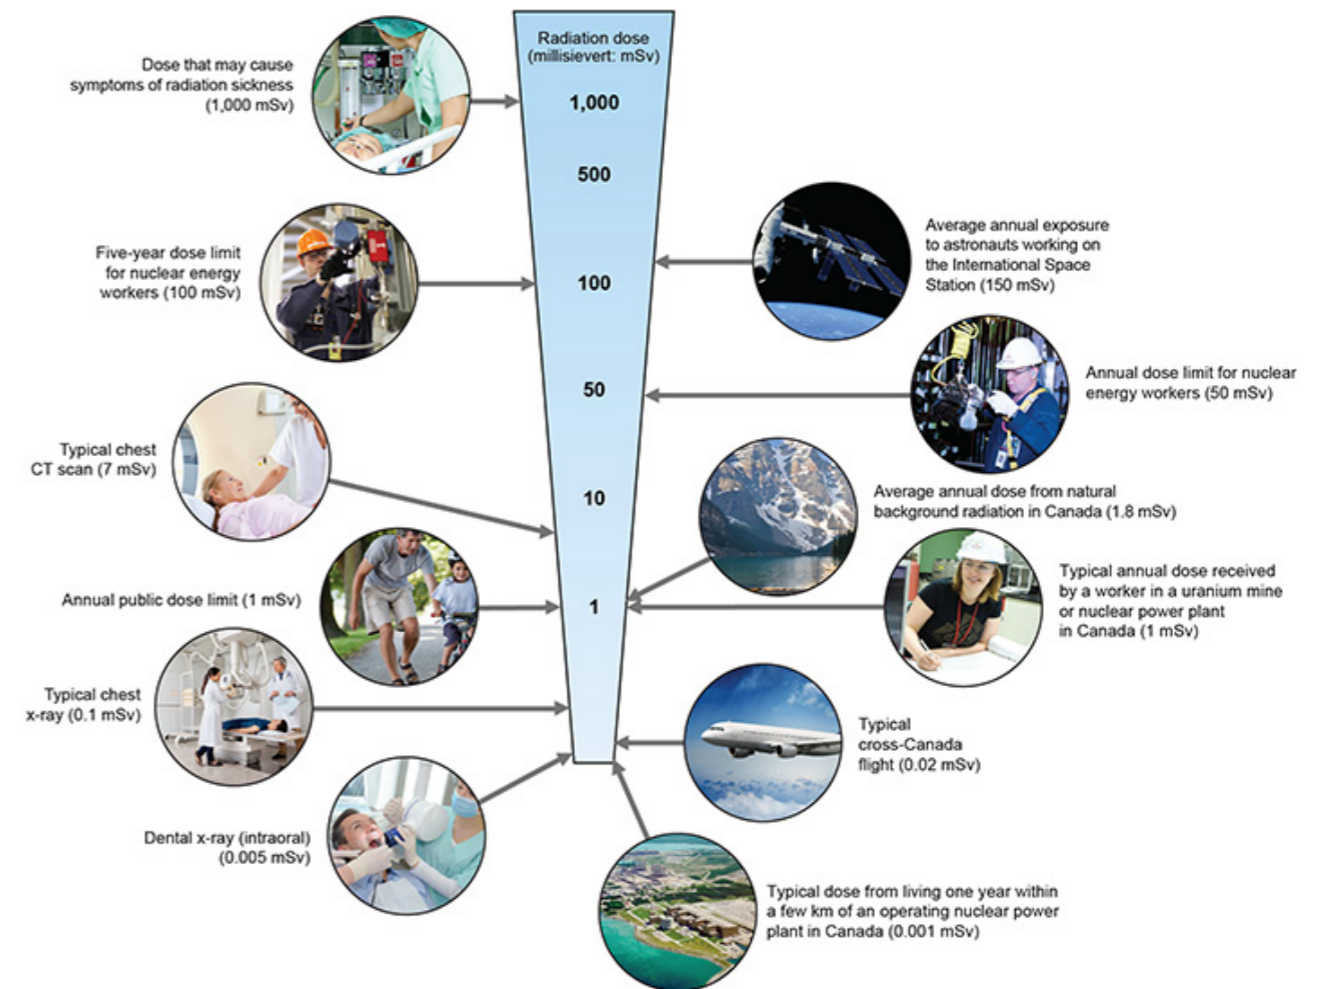 Radiation dose
(millisievert: mSv)
Dose that may cause
symptoms of radiation sickness
(1,000 mSv)
1,000
500
Average annual exposure
to astronauts working on
the International Space
Station (150 mSv)
Five-year dose limit
for nuclear energy
workers (100 mSv)
100
Annual dose limit for nuclear
energy workers (50 mSv)
50
Typical chest
CT scan (7 mSv)
10
Average annual dose from natural
background radiation in Canada (1.8 mSv)
Annual public dose limit (1 mSv)
1
Typical annual dose received
by a worker in a uranium mine
or nuclear power plant
in Canada (1 mSv)
Typical chest
x-ray (0.1 mSv)
Typical
cross-Canada
flight (0.02 mSv)
Dental x-ray (intraoral)
(0.005 mSv)
Typical dose from living one year within
a few km of an operating nuclear power
plant in Canada (0.001 mSv)